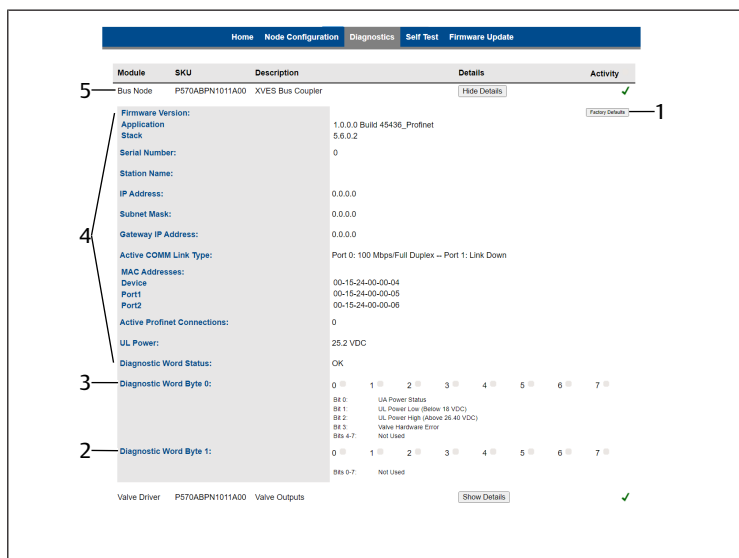 Home Node Configuration Diagnostics Self Test Firmware Update
Module SKU Description Details Activity
5 Bus Node P570ABPN1011A00 XVES Bus Coupler Hide Details
Firmware Version: Factory Defaults 1
Application 1.0.0.0 Build 45436_Profinet
Stack 5.6.0.2
Serial Number: 0
Station Name:
IP Address: 0.0.0.0
Subnet Mask: 0.0.0.0
4 Gateway IP Address: 0.0.0.0
Active COMM Link Type: Port 0: 100 Mbps/Full Duplex -- Port 1: Link Down
MAC Addresses:
Device 00-15-24-00-00-04
Port1 00-15-24-00-00-05
Port2 00-15-24-00-00-06
Active Profinet Connections: 0
UL Power: 25.2 VDC
Diagnostic Word Status: OK
3 Diagnostic Word Byte 0: 0 1 2 3 4 5 6 7
Bit 0: UA Power Status
Bit 1: UL Power Low (Below 18 VDC)
Bit 2: UL Power High (Above 26.40 VDC)
Bit 3: Valve Hardware Error
Bits 4-7: Not Used
2 Diagnostic Word Byte 1: 0 1 2 3 4 5 6 7
Bits 0-7: Not Used
Valve Driver P570ABPN1011A00 Valve Outputs Show Details